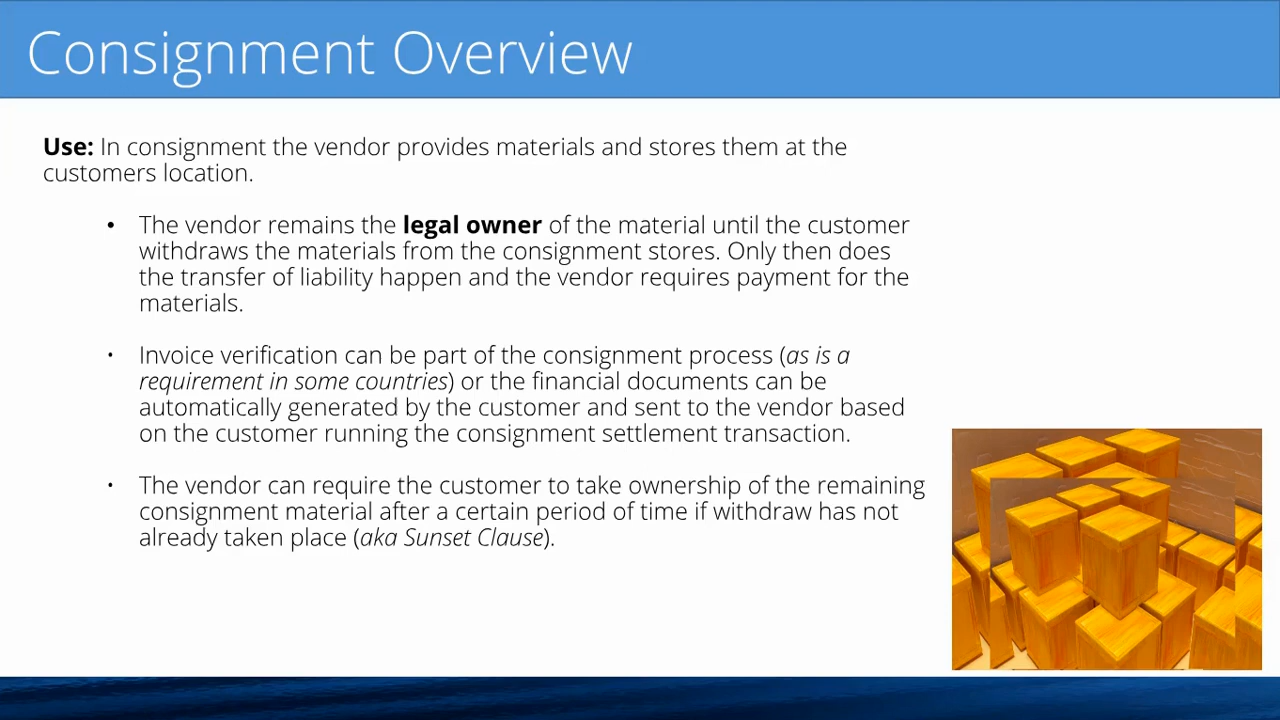 Consignment Overview
Use: In consignment the vendor provides materials and stores them at the
customers location.
• The vendor remains the legal owner of the material until the customer
withdraws the materials from the consignment stores. Only then does
the transfer of liability happen and the vendor requires payment for the
materials.
• Invoice verification can be part of the consignment process (as is a
requirement in some countries) or the financial documents can be
automatically generated by the customer and sent to the vendor based
on the customer running the consignment settlement transaction.
• The vendor can require the customer to take ownership of the remaining
consignment material after a certain period of time if withdraw has not
already taken place (aka Sunset Clause).